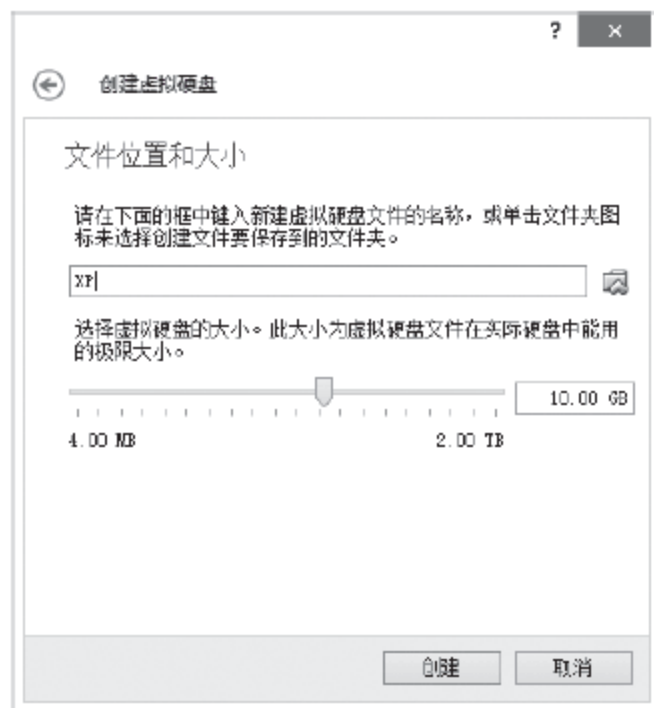 ?
×
创建虚拟硬盘
文件位置和大小
请在下面的框中键入新建虚拟硬盘文件的名称，或单击文件夹图
标来选择创建文件要保存到的文件夹。
XP
选择虚拟硬盘的大小。此大小为虚拟硬盘文件在实际硬盘中能用
的极限大小。
10.00 GB
4.00 MB
2.00 TB
创建
取消